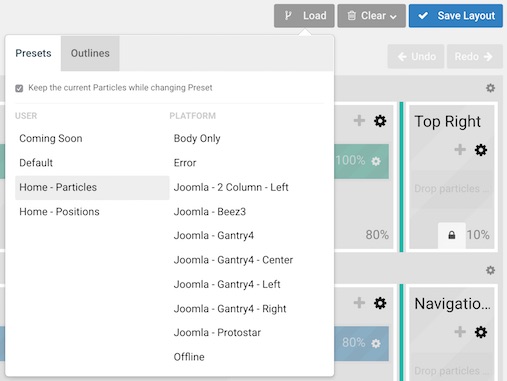 Load
Clear
Save Layout
Presets
Outlines
Undo
Redo
Keep the current Particles while changing Preset
USER
PLATFORM
Coming Soon
Body Only
Default
Error
Home - Particles
Joomla - 2 Column - Left
Home - Positions
Joomla - Beez3
Joomla - Gantry4
Joomla - Gantry4 - Center
Joomla - Gantry4 - Left
Joomla - Gantry4 - Right
Joomla - Protostar
Offline
100%
80%
Top Right
Drop particles ...
10%
80%
Navigatio...
Drop particles ...